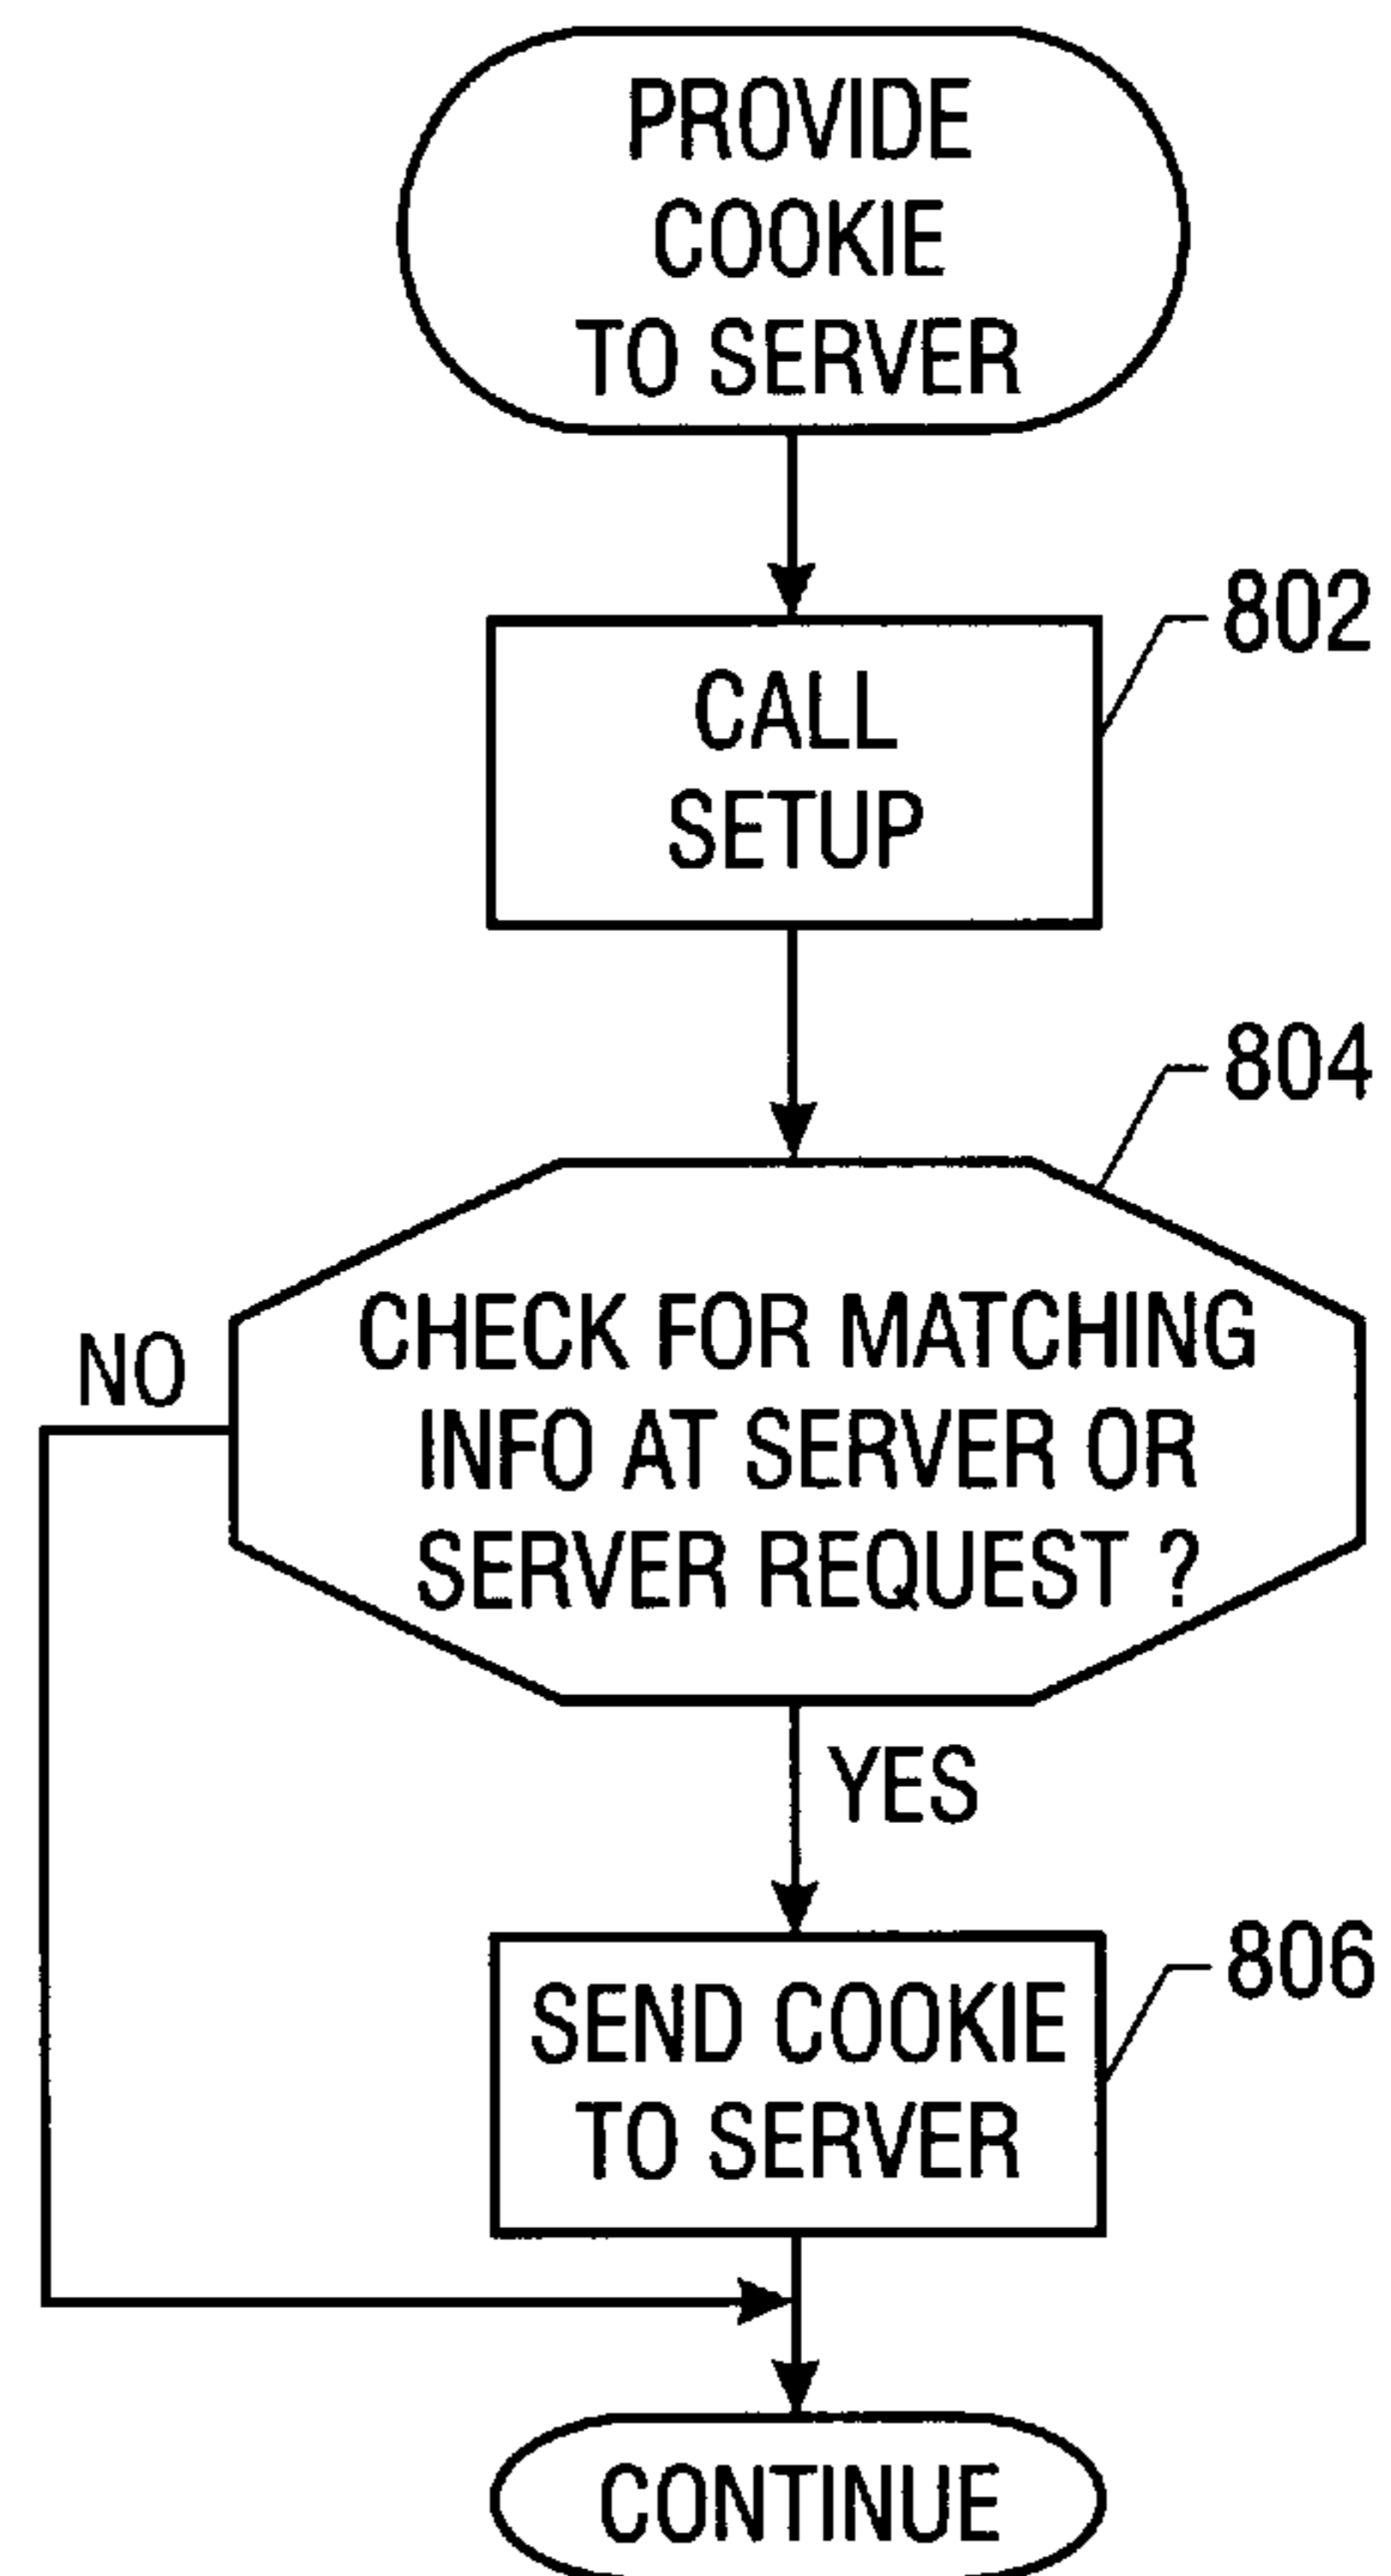 PROVIDE
COOKIE
TO SERVER
802
CALL
SETUP
804
CHECK FOR MATCHING
INFO AT SERVER OR
SERVER REQUEST ?
NO
YES
806
SEND COOKIE
TO SERVER
CONTINUE